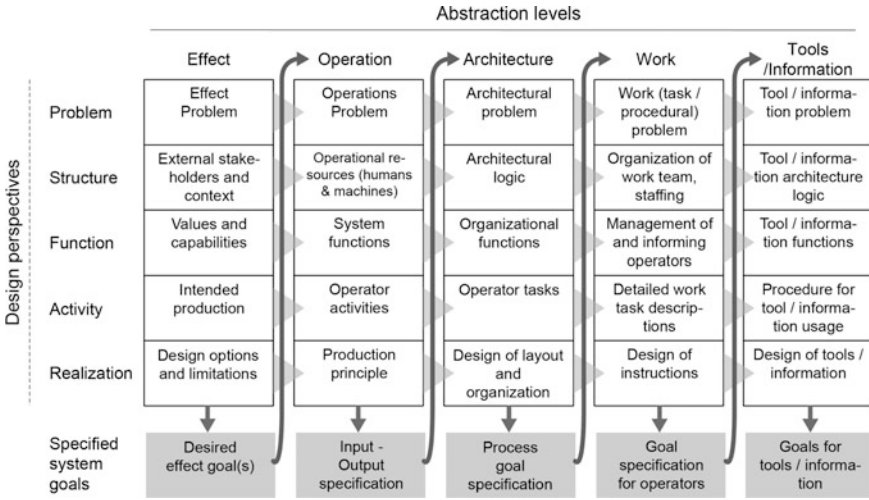 Abstraction levels
Effect
Operation
Architecture
Work
Tools
/Information
Design perspectives
Problem
Effect
Problem
Operations
Problem
Architectural
problem
Work (task /
procedural)
problem
Tool / informa-
tion problem
Structure
External stake-
holders and
context
Operational re-
sources (humans
& machines)
Architectural
logic
Organization of
work team,
staffing
Tool / informa-
tion architecture
logic
Function
Values and
capabilities
System
functions
Organizational
functions
Management of
and informing
operators
Tool / informa-
tion functions
Activity
Intended
production
Operator
activities
Operator tasks
Detailed work
task descrip-
tions
Procedure for
tool / information
usage
Realization
Design options
and limitations
Production
principle
Design of layout
and
organization
Design of
instructions
Design of tools /
information
Specified
system
goals
Desired
effect goal(s)
Input -
Output
specification
Process
goal
specification
Goal
specification
for operators
Goals for
tools / informa-
tion